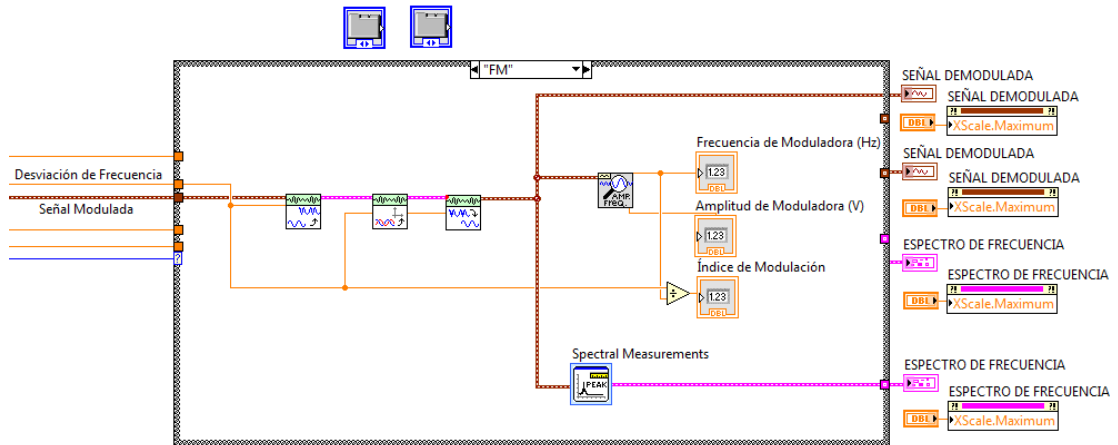 "FM"
SEÑAL DEMODULADA
SEÑAL DEMODULADA
DBL
XScale.Maximum
Frecuencia de Moduladora (Hz)
1.23
DBL
SEÑAL DEMODULADA
Desviación de Frecuencia
SEÑAL DEMODULADA
DBL
XScale.Maximum
Señal Modulada
AMP
Freq.
Amplitud de Moduladora (V)
1.23
DBL
ESPECTRO DE FRECUENCIA
?
Índice de Modulación
ESPECTRO DE FRECUENCIA
1.23
DBL
÷
DBL
XScale.Maximum
Spectral Measurements
PEAK
ESPECTRO DE FRECUENCIA
ESPECTRO DE FRECUENCIA
DBL
XScale.Maximum